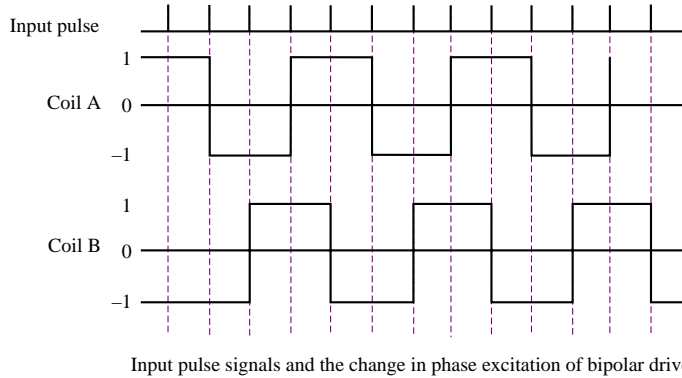 Input pulse
1
Coil A 0
–1
1
Coil B 0
–1
Input pulse signals and the change in phase excitation of bipolar drive